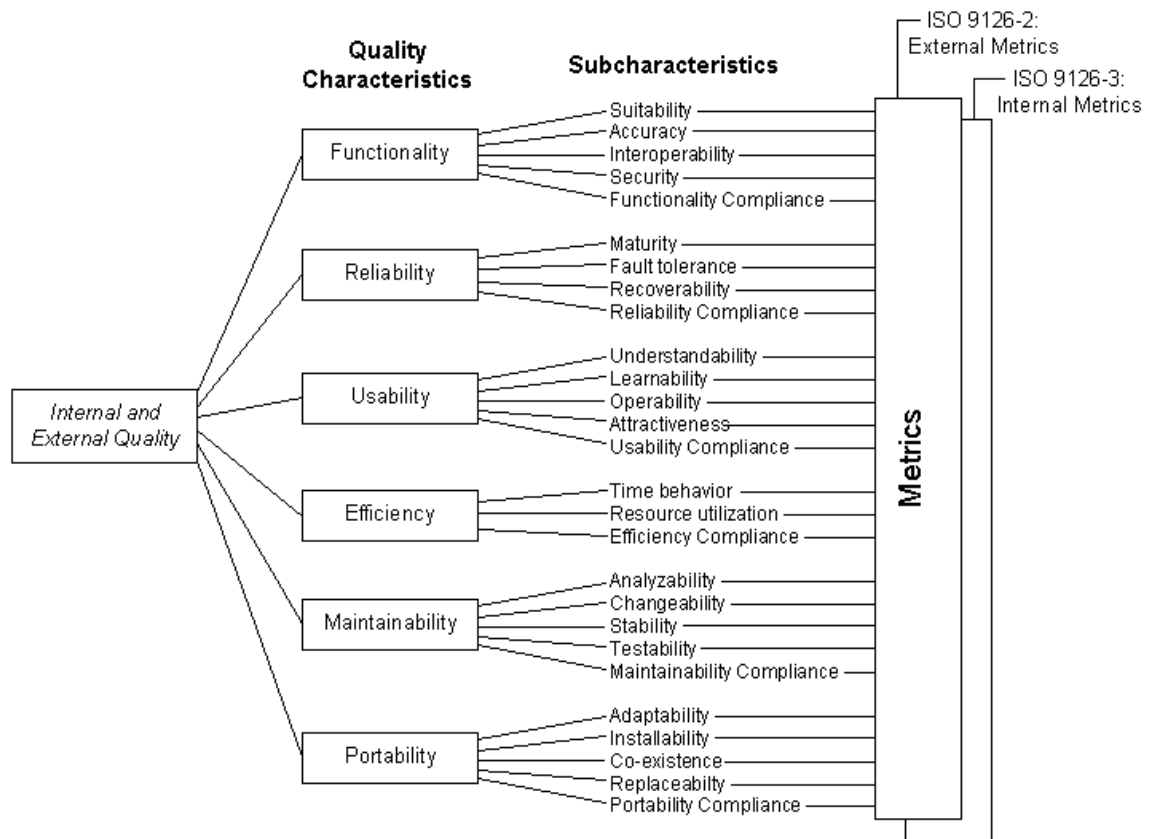 ISO 9126-2:
External Metrics
ISO 9126-3:
Internal Metrics
Quality
Characteristics
Subcharacteristics
Internal and
External Quality
Functionality
Suitability
Accuracy
Interoperability
Security
Functionality Compliance
Reliability
Maturity
Fault tolerance
Recoverability
Reliability Compliance
Usability
Understandability
Learnability
Operability
Attractiveness
Usability Compliance
Efficiency
Time behavior
Resource utilization
Efficiency Compliance
Maintainability
Analyzability
Changeability
Stability
Testability
Maintainability Compliance
Portability
Adaptability
Installability
Co-existence
Replaceabilty
Portability Compliance
Metrics